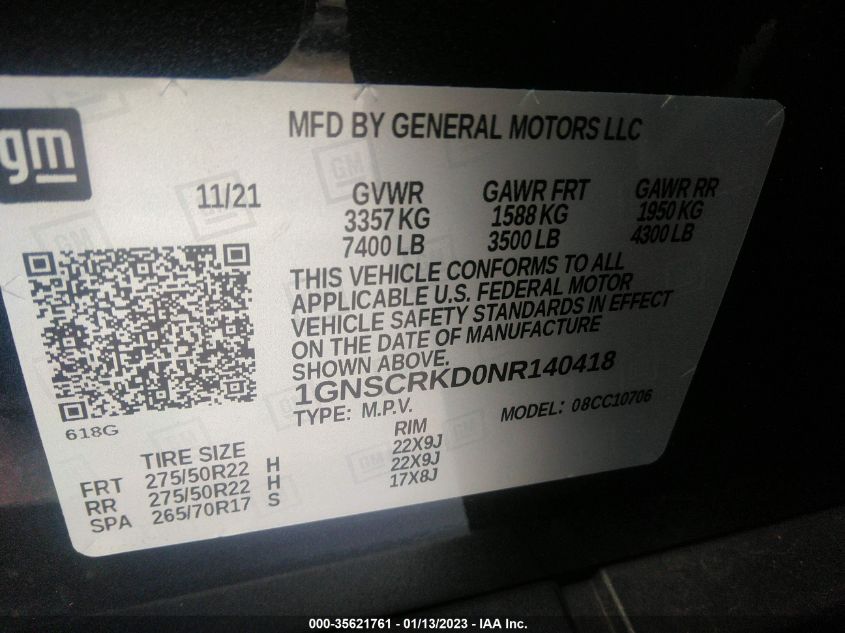 gm
MFD BY GENERAL MOTORS LLC
11/21
GVWR
3357 KG
7400 LB
GAWR FRT
1588 KG
3500 LB
GAWR RR
1950 KG
4300 LB
THIS VEHICLE CONFORMS TO ALL
APPLICABLE U.S. FEDERAL MOTOR
VEHICLE SAFETY STANDARDS IN EFFECT
ON THE DATE OF MANUFACTURE
SHOWN ABOVE.
1GNSCRKD0NR140418
TYPE: M.P.V.
MODEL: 08CC10706
618G
TIRE SIZE
RIM
FRT 275/50R22 H 22X9J
RR 275/50R22 H 22X9J
SPA 265/70R17 S 17X8J
000-35621761 - 01/13/2023 - IAA Inc.